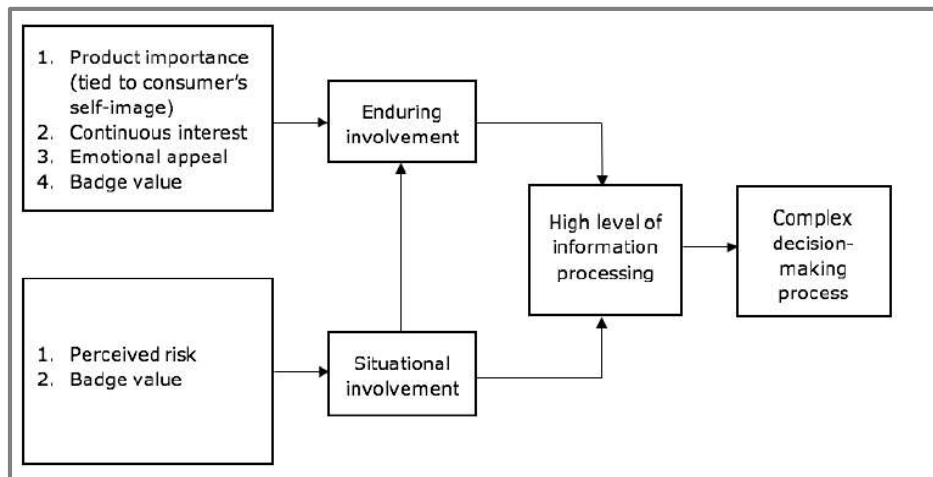 1. Product importance
(tied to consumer's
self-image)
2. Continuous interest
3. Emotional appeal
4. Badge value
Enduring
involvement
High level of
information
processing
Complex
decision-
making
process
1. Perceived risk
2. Badge value
Situational
involvement